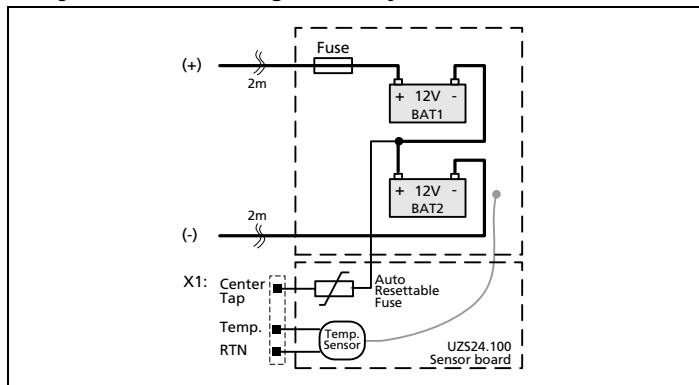 Fuse
(+)
2m
+ 12V -
BAT1
+ 12V -
BAT2
2m
(-)
X1: Center
Tap
Auto
Resettable
Fuse
Temp.
Temp.
Sensor
RTN
UZS24.100
Sensor board